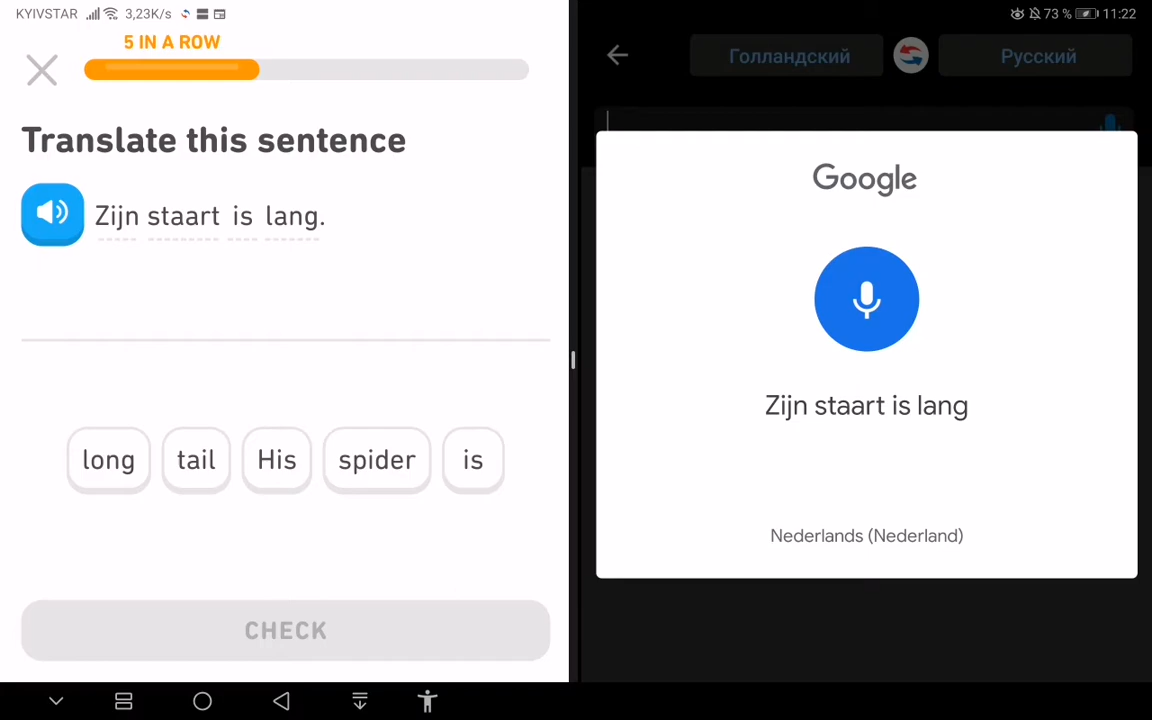 KYIVSTAR 3,23K/s
73 % 11:22
5 IN A ROW
Translate this sentence
Zijn staart is lang.
long tail His spider is
CHECK
Голландский Русский
Google
Zijn staart is lang
Nederlands (Nederland)